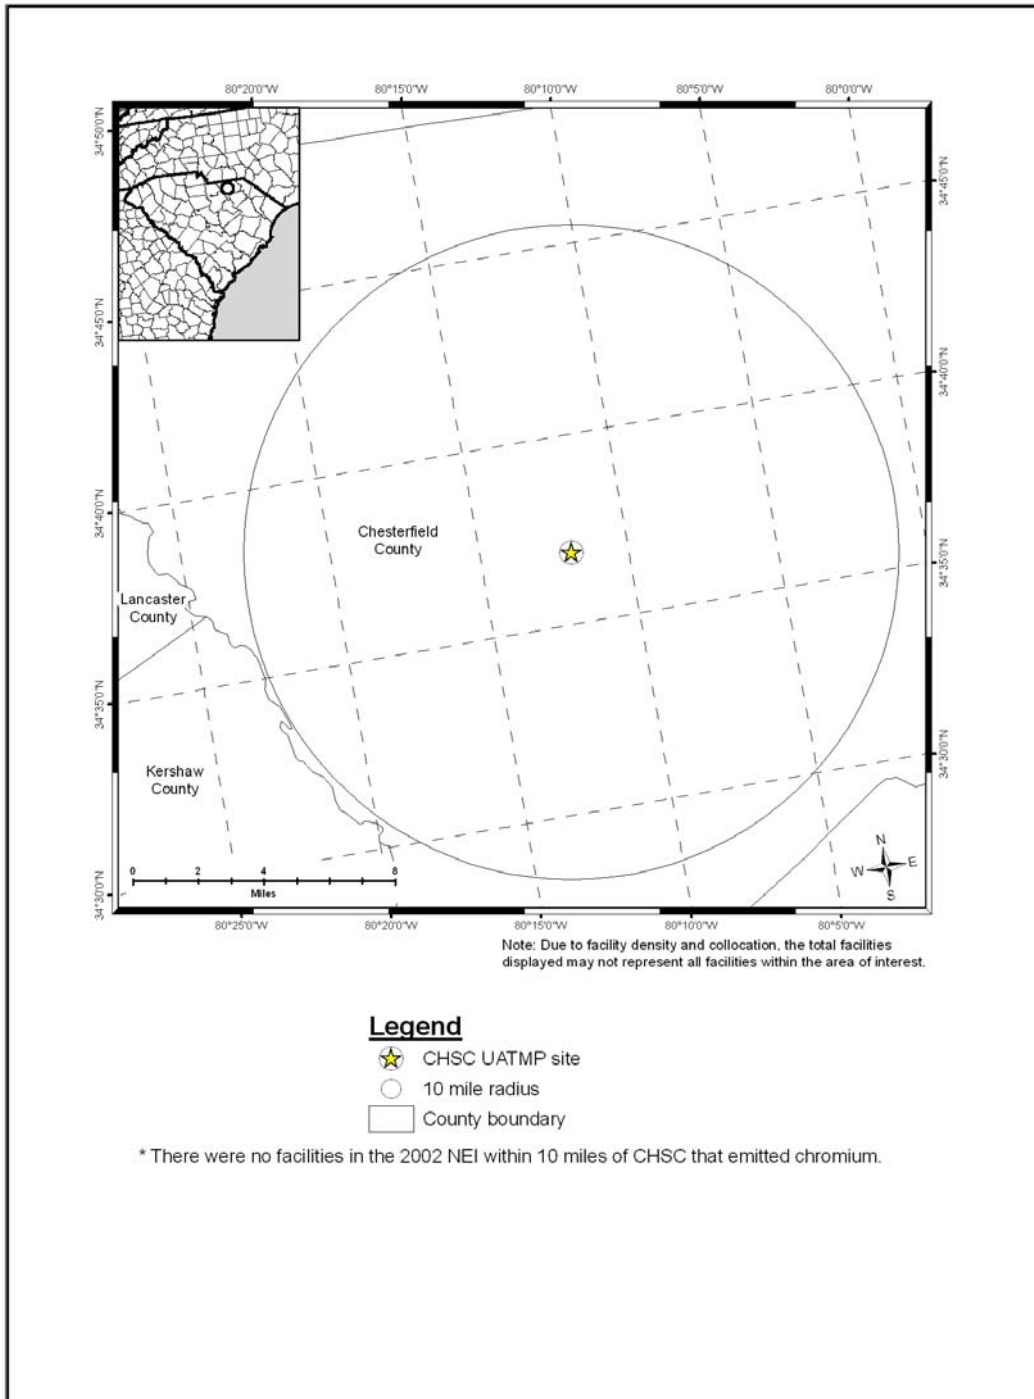 80°20'0"W 80°15'0"W 80°10'0"W 80°5'0"W 80°0'0"W
34°50'0"N
34°45'0"N
34°45'0"N
34°40'0"N
34°40'0"N
Chesterfield
County
34°35'0"N
Lancaster
County
34°35'0"N
34°30'0"N
Kershaw
County
N
W E
S
0 2 4 6 8
Miles
34°30'0"N
80°25'0"W 80°20'0"W 80°15'0"W 80°10'0"W 80°5'0"W
Note: Due to facility density and collocation, the total facilities
displayed may not represent all facilities within the area of interest.
Legend
CHSC UATMP site
10 mile radius
County boundary
* There were no facilities in the 2002 NEI within 10 miles of CHSC that emitted chromium.